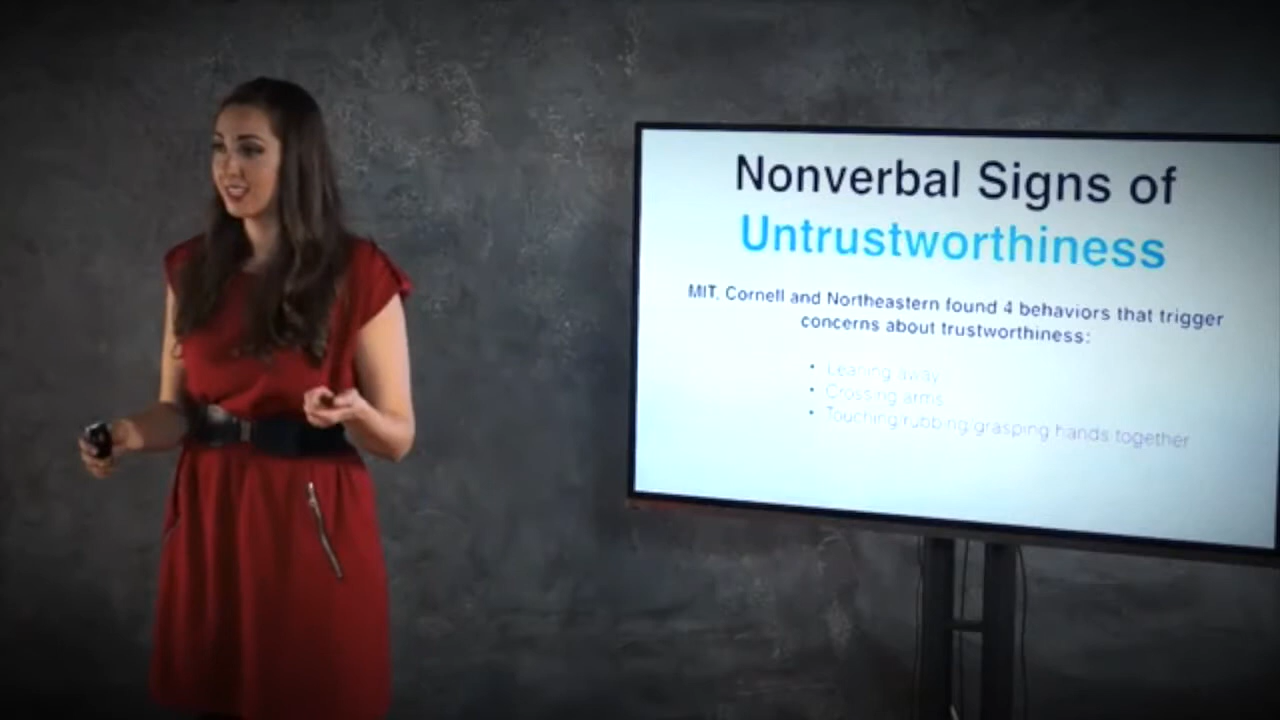 Nonverbal Signs of
Untrustworthiness
MIT, Cornell and Northeastern found 4 behaviors that trigger
concerns about trustworthiness:
• Leaning away
• Crossing arms
• Touching rubbing grasping hands together